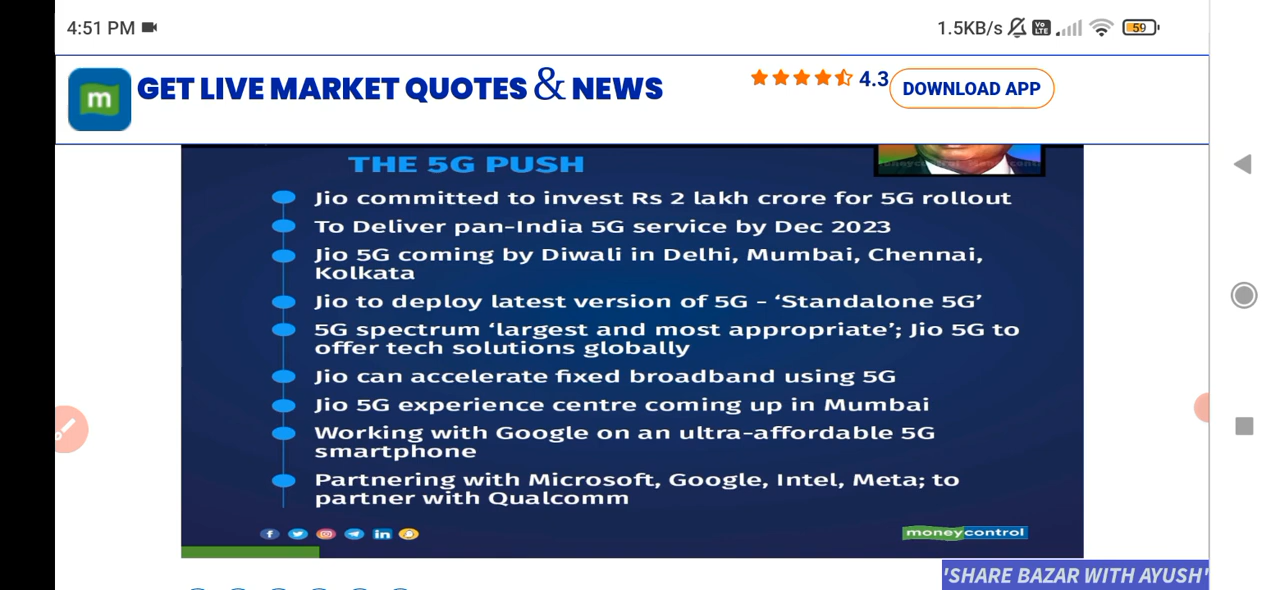 4:51 PM
1.5KB/s
Vo LTE
59
m
GET LIVE MARKET QUOTES & NEWS
4.3
DOWNLOAD APP
THE 5G PUSH
Jio committed to invest Rs 2 lakh crore for 5G rollout
To Deliver pan-India 5G service by Dec 2023
Jio 5G coming by Diwali in Delhi, Mumbai, Chennai,
Kolkata
Jio to deploy latest version of 5G - ‘Standalone 5G’
5G spectrum ‘largest and most appropriate’; Jio 5G to
offer tech solutions globally
Jio can accelerate fixed broadband using 5G
Jio 5G experience centre coming up in Mumbai
Working with Google on an ultra-affordable 5G
smartphone
Partnering with Microsoft, Google, Intel, Meta; to
partner with Qualcomm
f
in
moneycontrol
'SHARE BAZAR WITH AYUSH'